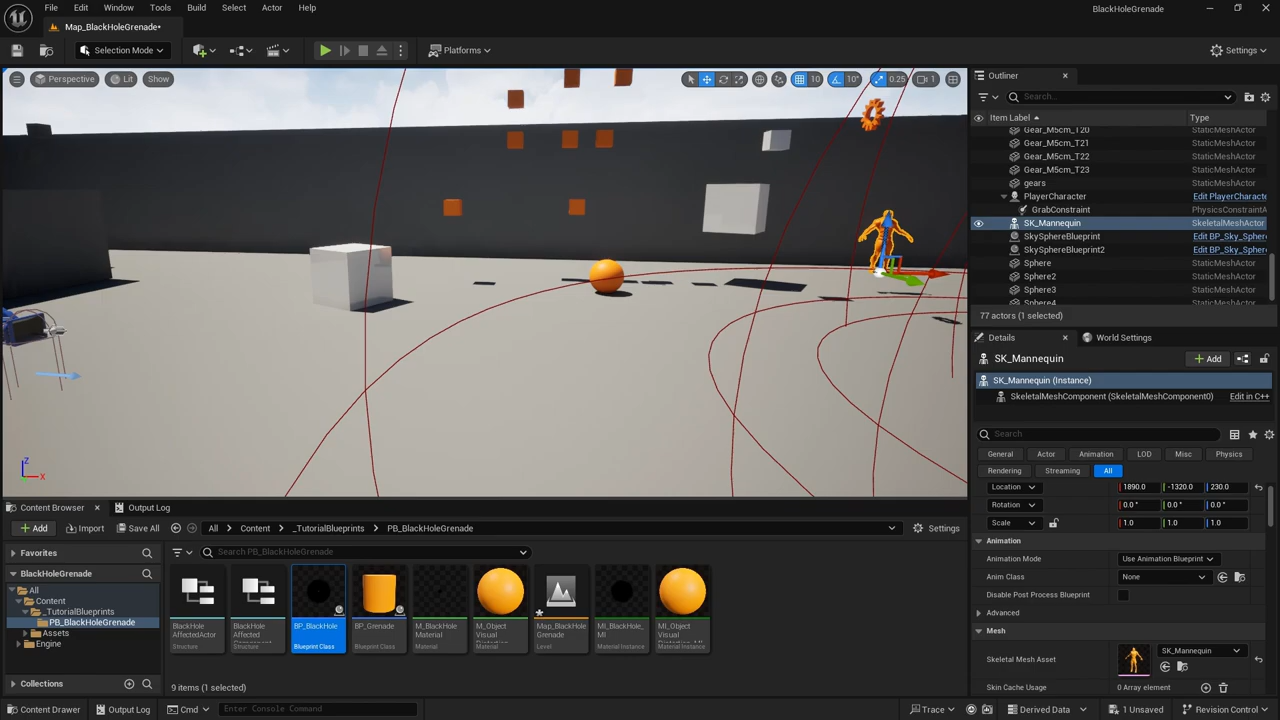 File Edit Window Tools Build Select Actor Help
BlackHoleGrenade
Map_BlackHoleGrenade*
Selection Mode
Platforms
Settings
Perspective Lit Show
10 10° 0.25 1
Outliner
Search...
Item Label Type
Gear_M5cm_T20 StaticMeshActor
Gear_M5cm_T21 StaticMeshActor
Gear_M5cm_T22 StaticMeshActor
Gear_M5cm_T23 StaticMeshActor
gears StaticMeshActor
PlayerCharacter Edit PlayerCharacte
GrabConstraint PhysicsConstraintA
SK_Mannequin SkeletalMeshActor
SkySphereBlueprint Edit BP_Sky_Spher
SkySphereBlueprint2 Edit BP_Sky_Spher
Sphere StaticMeshActor
Sphere2 StaticMeshActor
Sphere3 StaticMeshActor
Sphere4 StaticMeshActor
77 actors (1 selected)
Details World Settings
SK_Mannequin Add
SK_Mannequin (Instance)
SkeletalMeshComponent (SkeletalMeshComponent0) Edit in C++
Search
General Actor Animation LOD Misc Physics
Rendering Streaming All
Location 1890.0 -1320.0 230.0
Rotation 0.0° 0.0° 0.0°
Scale 1.0 1.0 1.0
Animation
Animation Mode Use Animation Blueprint
Anim Class None
Disable Post Process Blueprint
Advanced
Mesh
Skeletal Mesh Asset SK_Mannequin
Skin Cache Usage 0 Array element
Z
X
Content Browser Output Log
Add Import Save All All Content _TutorialBlueprints PB_BlackHoleGrenade Settings
Favorites
Search PB_BlackHoleGrenade
BlackHoleGrenade
All
Content
_TutorialBlueprints
PB_BlackHoleGrenade
Assets
Engine
Collections
BlackHole AffectedActor Structure
BlackHole Affected Component Structure
BP_BlackHole Blueprint Class
BP_Grenade Blueprint Class
M_BlackHole Material Material
M_Object Visual Material
Map_BlackHole Grenade Level
MI_BlackHole_ MI Material Instance
MI_Object Visual Material Instance
9 items (1 selected)
Content Drawer Output Log Cmd Enter Console Command Trace Derived Data 1 Unsaved Revision Control